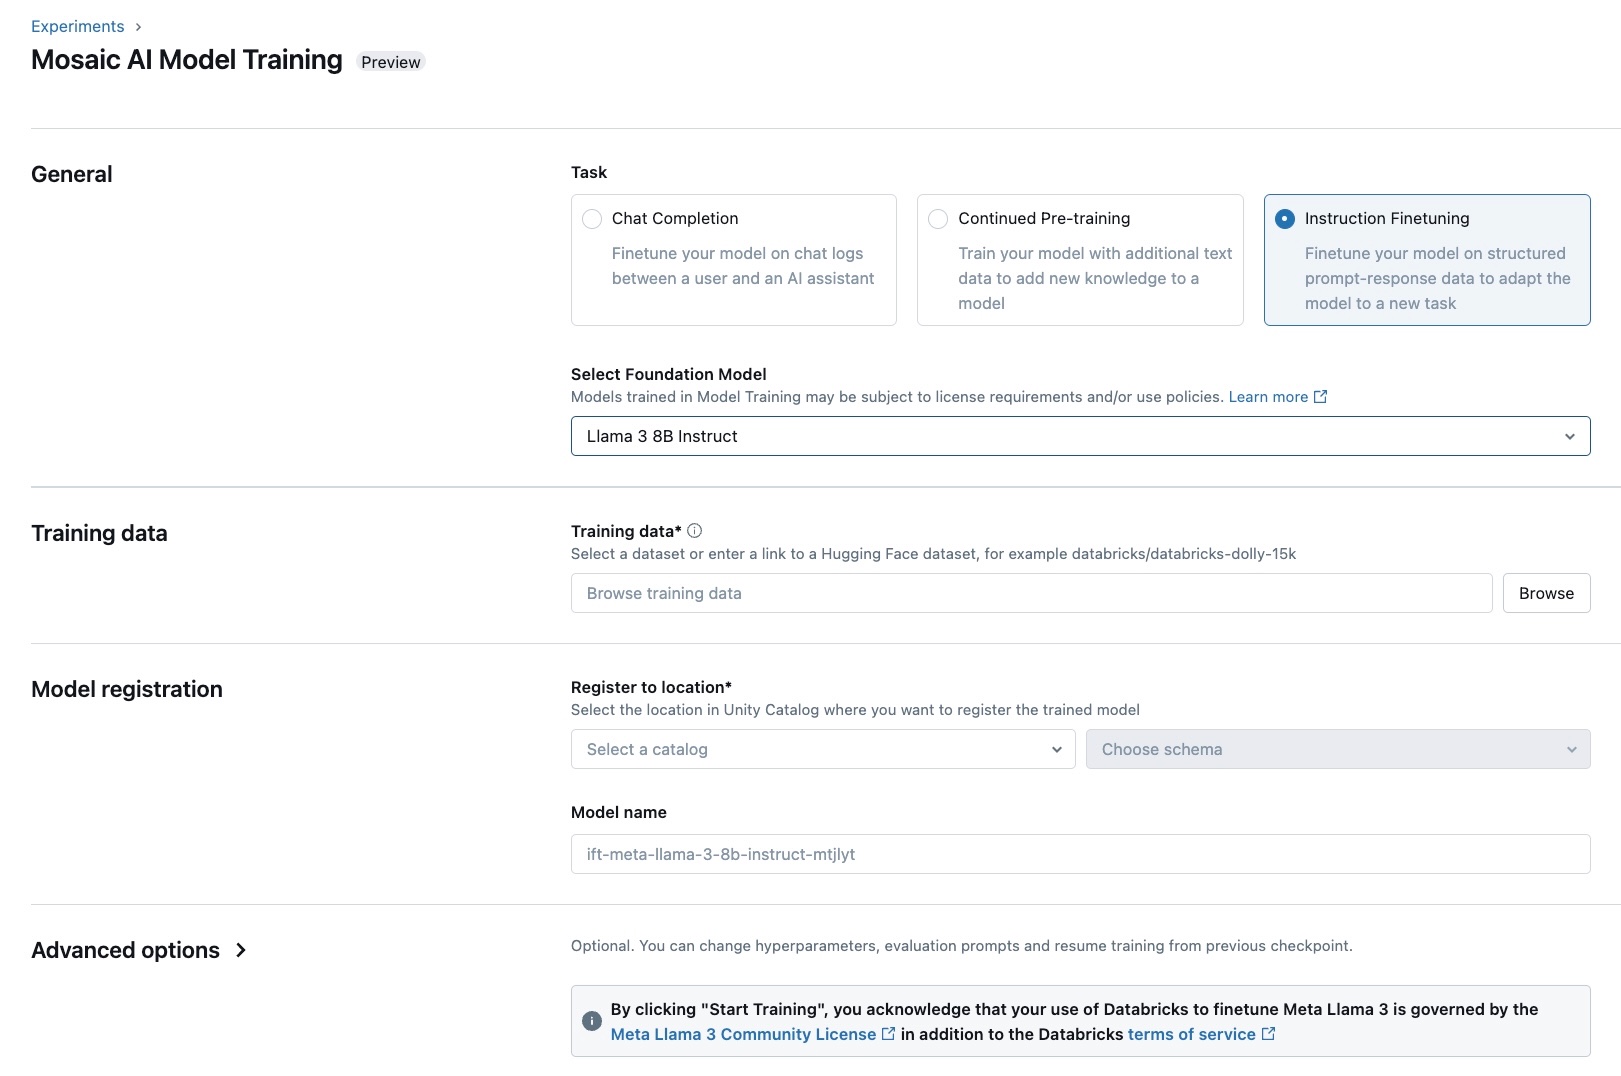 Experiments ›
Mosaic AI Model Training Preview
General
Task
Chat Completion
Finetune your model on chat logs
between a user and an AI assistant
Continued Pre-training
Train your model with additional text
data to add new knowledge to a
model
Instruction Finetuning
Finetune your model on structured
prompt-response data to adapt the
model to a new task
Select Foundation Model
Models trained in Model Training may be subject to license requirements and/or use policies. Learn more
Llama 3 8B Instruct
Training data
Training data*
Select a dataset or enter a link to a Hugging Face dataset, for example databricks/databricks-dolly-15k
Browse training data
Browse
Model registration
Register to location*
Select the location in Unity Catalog where you want to register the trained model
Select a catalog
Choose schema
Model name
ift-meta-llama-3-8b-instruct-mtjlyt
Advanced options
Optional. You can change hyperparameters, evaluation prompts and resume training from previous checkpoint.
By clicking "Start Training", you acknowledge that your use of Databricks to finetune Meta Llama 3 is governed by the
Meta Llama 3 Community License in addition to the Databricks terms of service